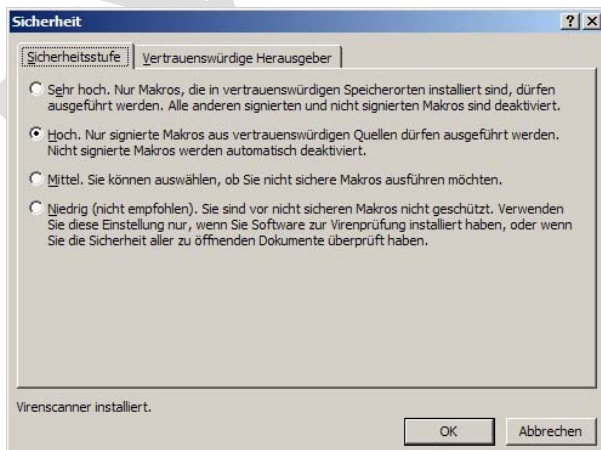 Sicherheit
Sicherheitsstufe
Vertrauenswürdige Herausgeber
Sehr hoch. Nur Makros, die in vertrauenswürdigen Speicherorten installiert sind, dürfen
ausgeführt werden. Alle anderen signierten und nicht signierten Makros sind deaktiviert.
Hoch. Nur signierte Makros aus vertrauenswürdigen Quellen dürfen ausgeführt werden.
Nicht signierte Makros werden automatisch deaktiviert.
Mittel. Sie können auswählen, ob Sie nicht sichere Makros ausführen möchten.
Niedrig (nicht empfohlen). Sie sind vor nicht sicheren Makros nicht geschützt. Verwenden
Sie diese Einstellung nur, wenn Sie Software zur Virenprüfung installiert haben, oder wenn
Sie die Sicherheit aller zu öffnenden Dokumente überprüft haben.
Virenscanner installiert.
OK
Abbrechen